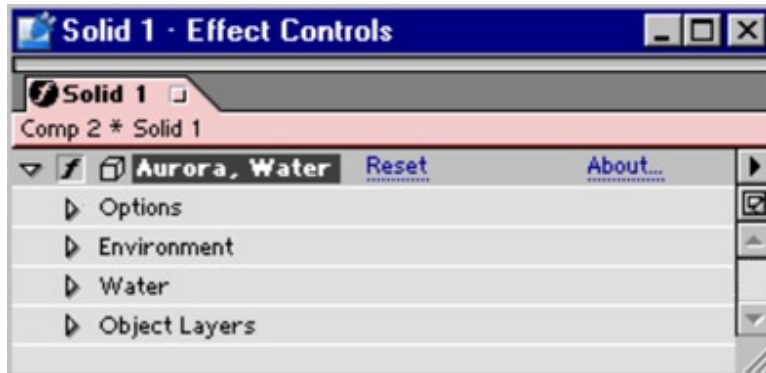 Solid 1 · Effect Controls
Solid 1
Comp 2 * Solid 1
Aurora, Water Reset About...
Options
Environment
Water
Object Layers